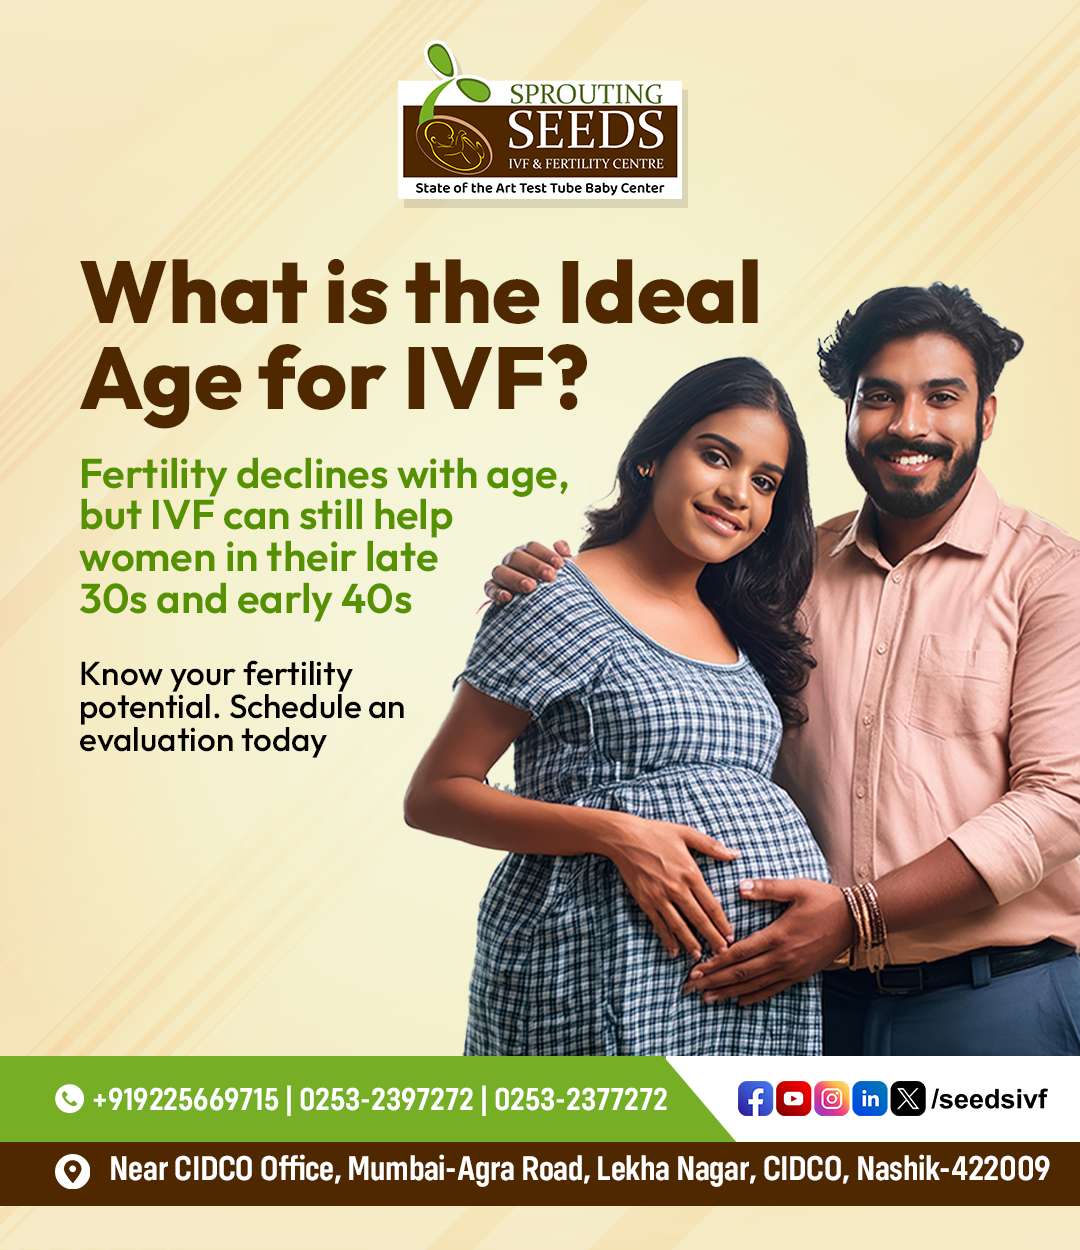 SPROUTING
SEEDS
IVF & FERTILITY CENTRE
State of the Art Test Tube Baby Center
What is the Ideal
Age for IVF?
Fertility declines with age,
but IVF can still help
women in their late
30s and early 40s
Know your fertility
potential. Schedule an
evaluation today
+919225669715 | 0253-2397272 | 0253-2377272
/seedsivf
Near CIDCO Office, Mumbai-Agra Road, Lekha Nagar, CIDCO, Nashik-422009